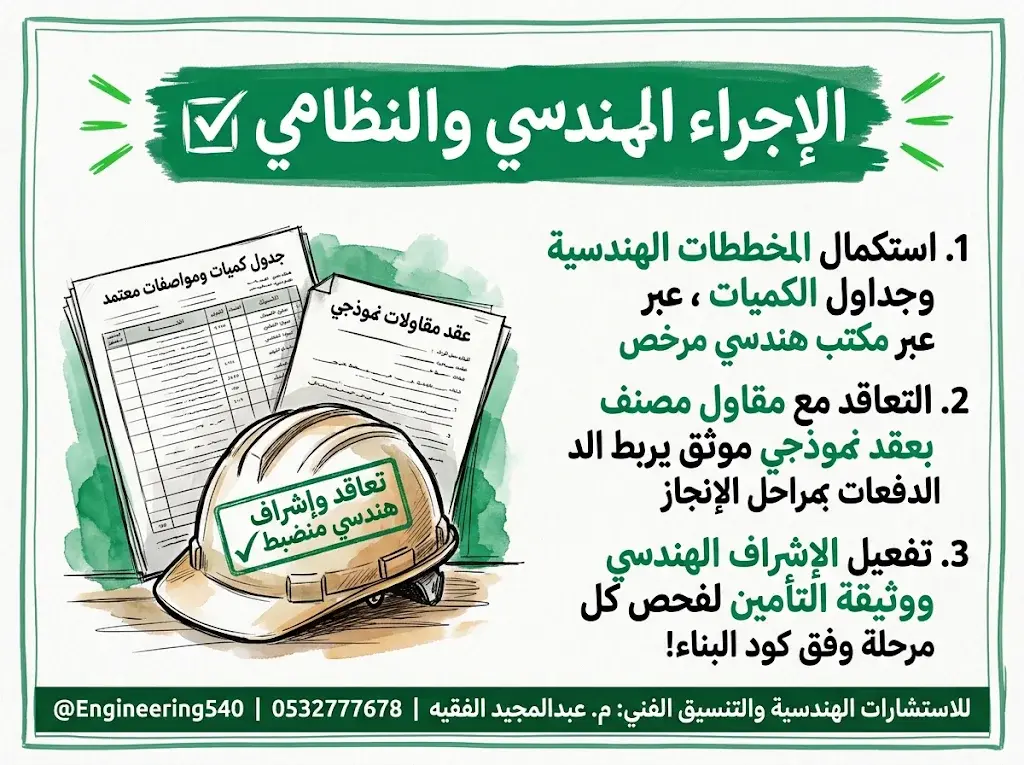 الإجراء الهندسي والنظامي
1. استكمال المخططات الهندسية
وجداول الكميات ، عبر
عبر مكتب هندسي مرخص
2. التعاقد مع مقاول مصنف
بعقد نموذجي موثق يربط الد
الدفعات بمراحل الإنجاز
3. تفعيل الإشراف الهندسي
ووثيقة التأمين لفحص كل
مرحلة وفق كود البناء!
جدول كميات ومواصفات معتمد
عقد مقاولات نموذجي
تعاقد وإشراف
هندسي منضبط ✓
للاستشارات الهندسية والتنسيق الفني: م. عبدالمجيد الفقيه | 0532777678 | @Engineering540